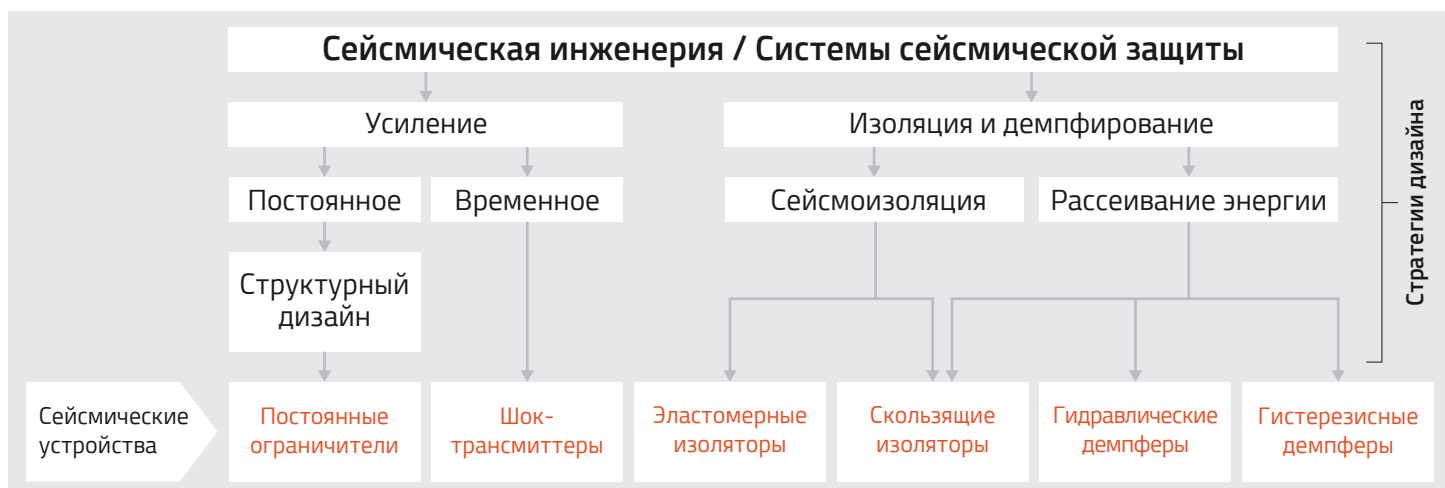 Сейсмическая инженерия / Системы сейсмической защиты
Усиление
Изоляция и демпфирование
Постоянное
Временное
Сейсмоизоляция
Рассеивание энергии
Структурный
дизайн
Стратегии дизайна
Сейсмические
устройства
Постоянные
ограничители
Шок-
трансмиттеры
Эластомерные
изоляторы
Скользящие
изоляторы
Гидравлические
демпферы
Гистерезисные
демпферы